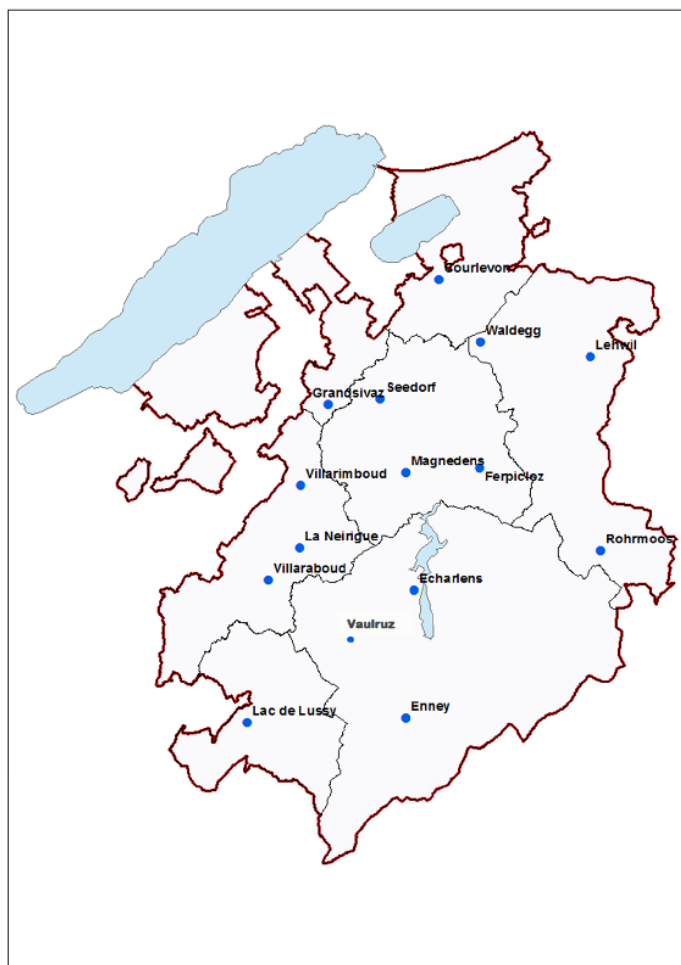 Courlevon
Waldegg
Lehwil
Seedorf
Grandsivaz
Magnedens
Ferpicloz
Villarimboud
La Neirigue
Rohrmoos
Villaraboud
Echarlens
Vaulruz
Enney
Lac de Lussy